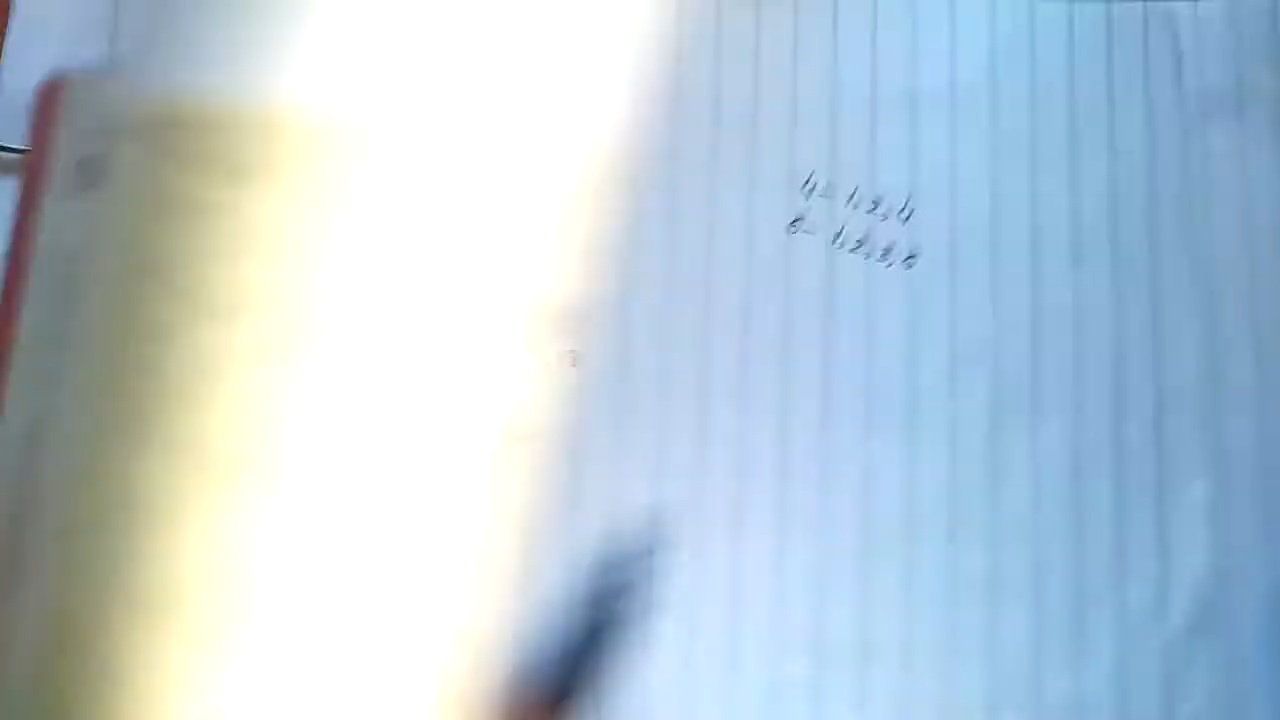 4 = 1, 2, 4
6 = 1, 2, 3, 6